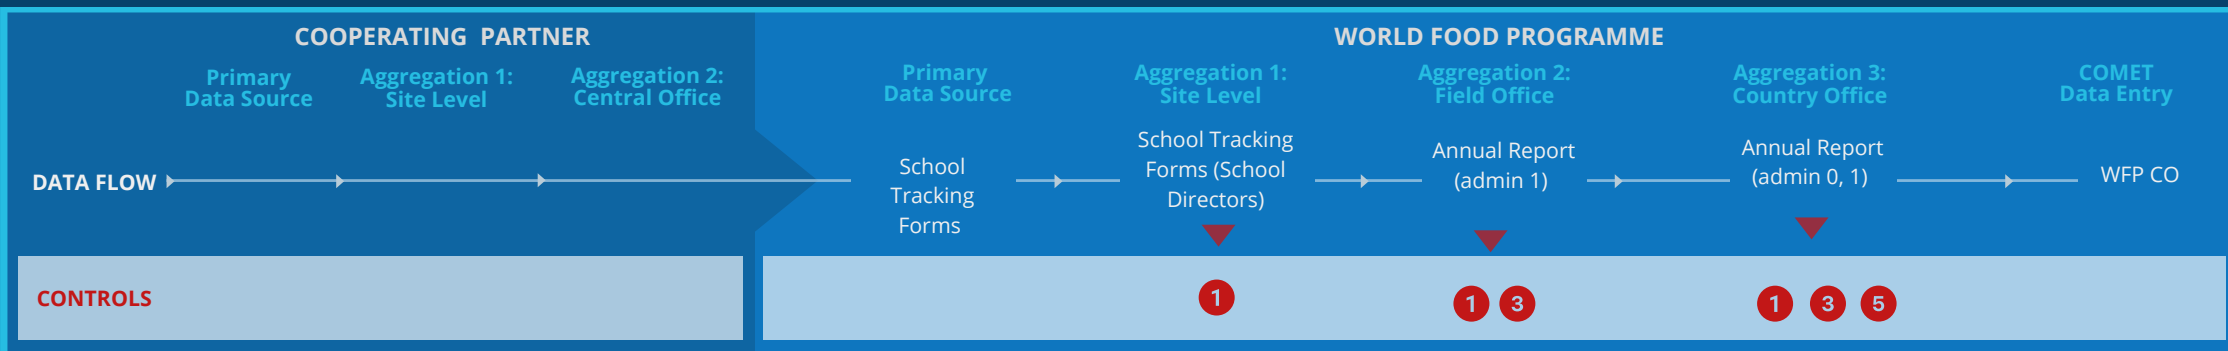 COOPERATING PARTNER
WORLD FOOD PROGRAMME
Primary
Data Source
Aggregation 1:
Site Level
Aggregation 2:
Central Office
Primary
Data Source
Aggregation 1:
Site Level
Aggregation 2:
Field Office
Aggregation 3:
Country Office
COMET
Data Entry
DATA FLOW
School
Tracking
Forms
School Tracking
Forms (School
Directors)
Annual Report
(admin 1)
Annual Report
(admin 0, 1)
WFP CO
CONTROLS
1
1 3
1 3 5